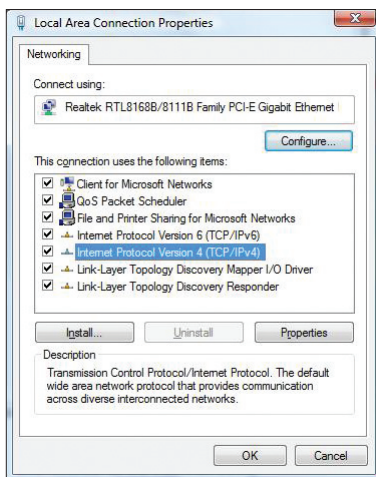 Local Area Connection Properties
Networking
Connect using:
Realtek RTL8168B/8111B Family PCI-E Gigabit Ethernet
Configure...
This connection uses the following items:
Client for Microsoft Networks
QoS Packet Scheduler
File and Printer Sharing for Microsoft Networks
Internet Protocol Version 6 (TCP/IPv6)
Internet Protocol Version 4 (TCP/IPv4)
Link-Layer Topology Discovery Mapper I/O Driver
Link-Layer Topology Discovery Responder
Install... Uninstall Properties
Description
Transmission Control Protocol/Internet Protocol. The default
wide area network protocol that provides communication
across diverse interconnected networks.
OK Cancel